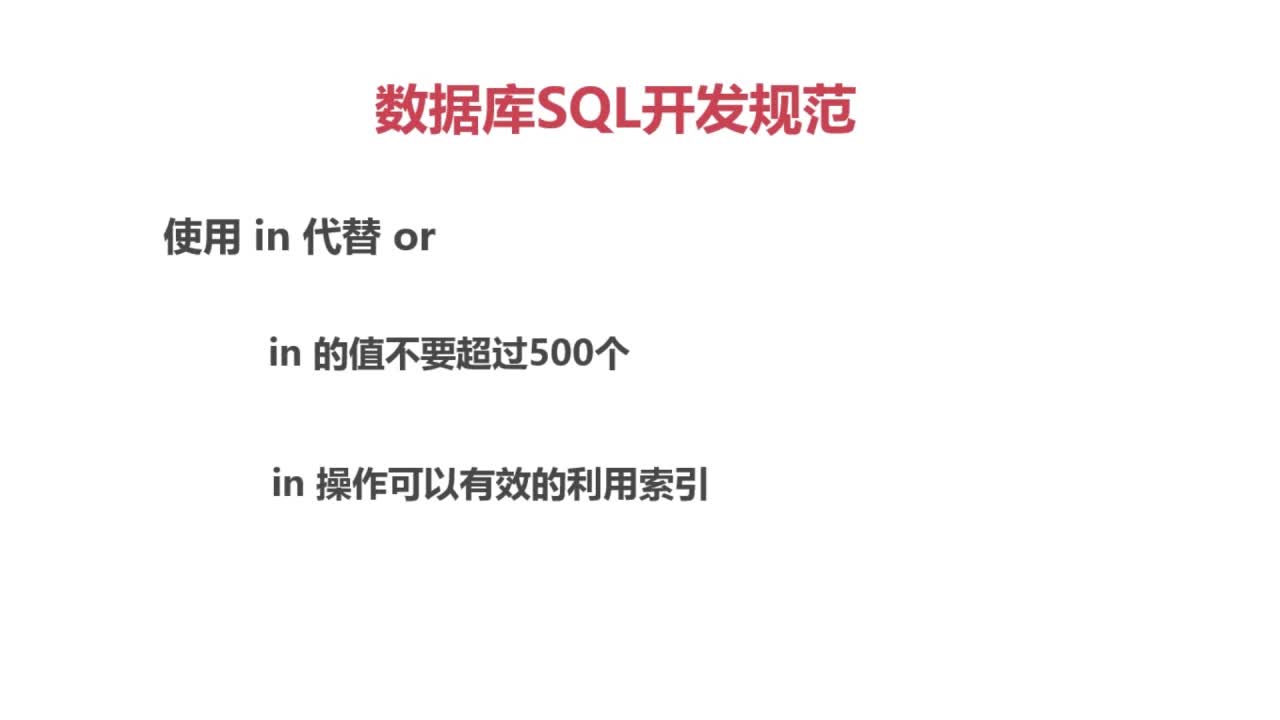 数据库SQL开发规范
使用 in 代替 or
in 的值不要超过500个
in 操作可以有效的利用索引